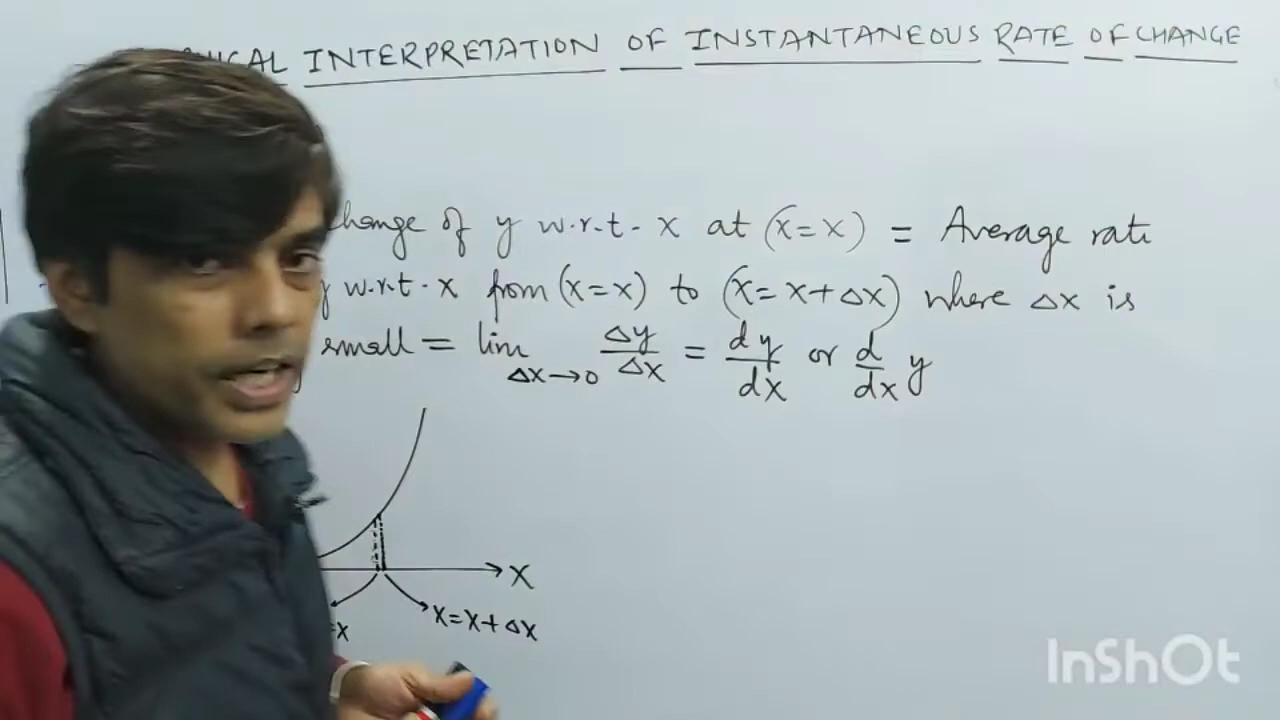 INTERPRETATION OF INSTANTANEOUS RATE OF CHANGE
change of y w.r.t. x at (x=x) = Average rate
w.r.t. x from (x=x) to (x=x+Δx) where Δx is
small = lim Δx→0 Δy/Δx = dy/dx or d/dx y
X
=x
x=x+Δx
InShOt